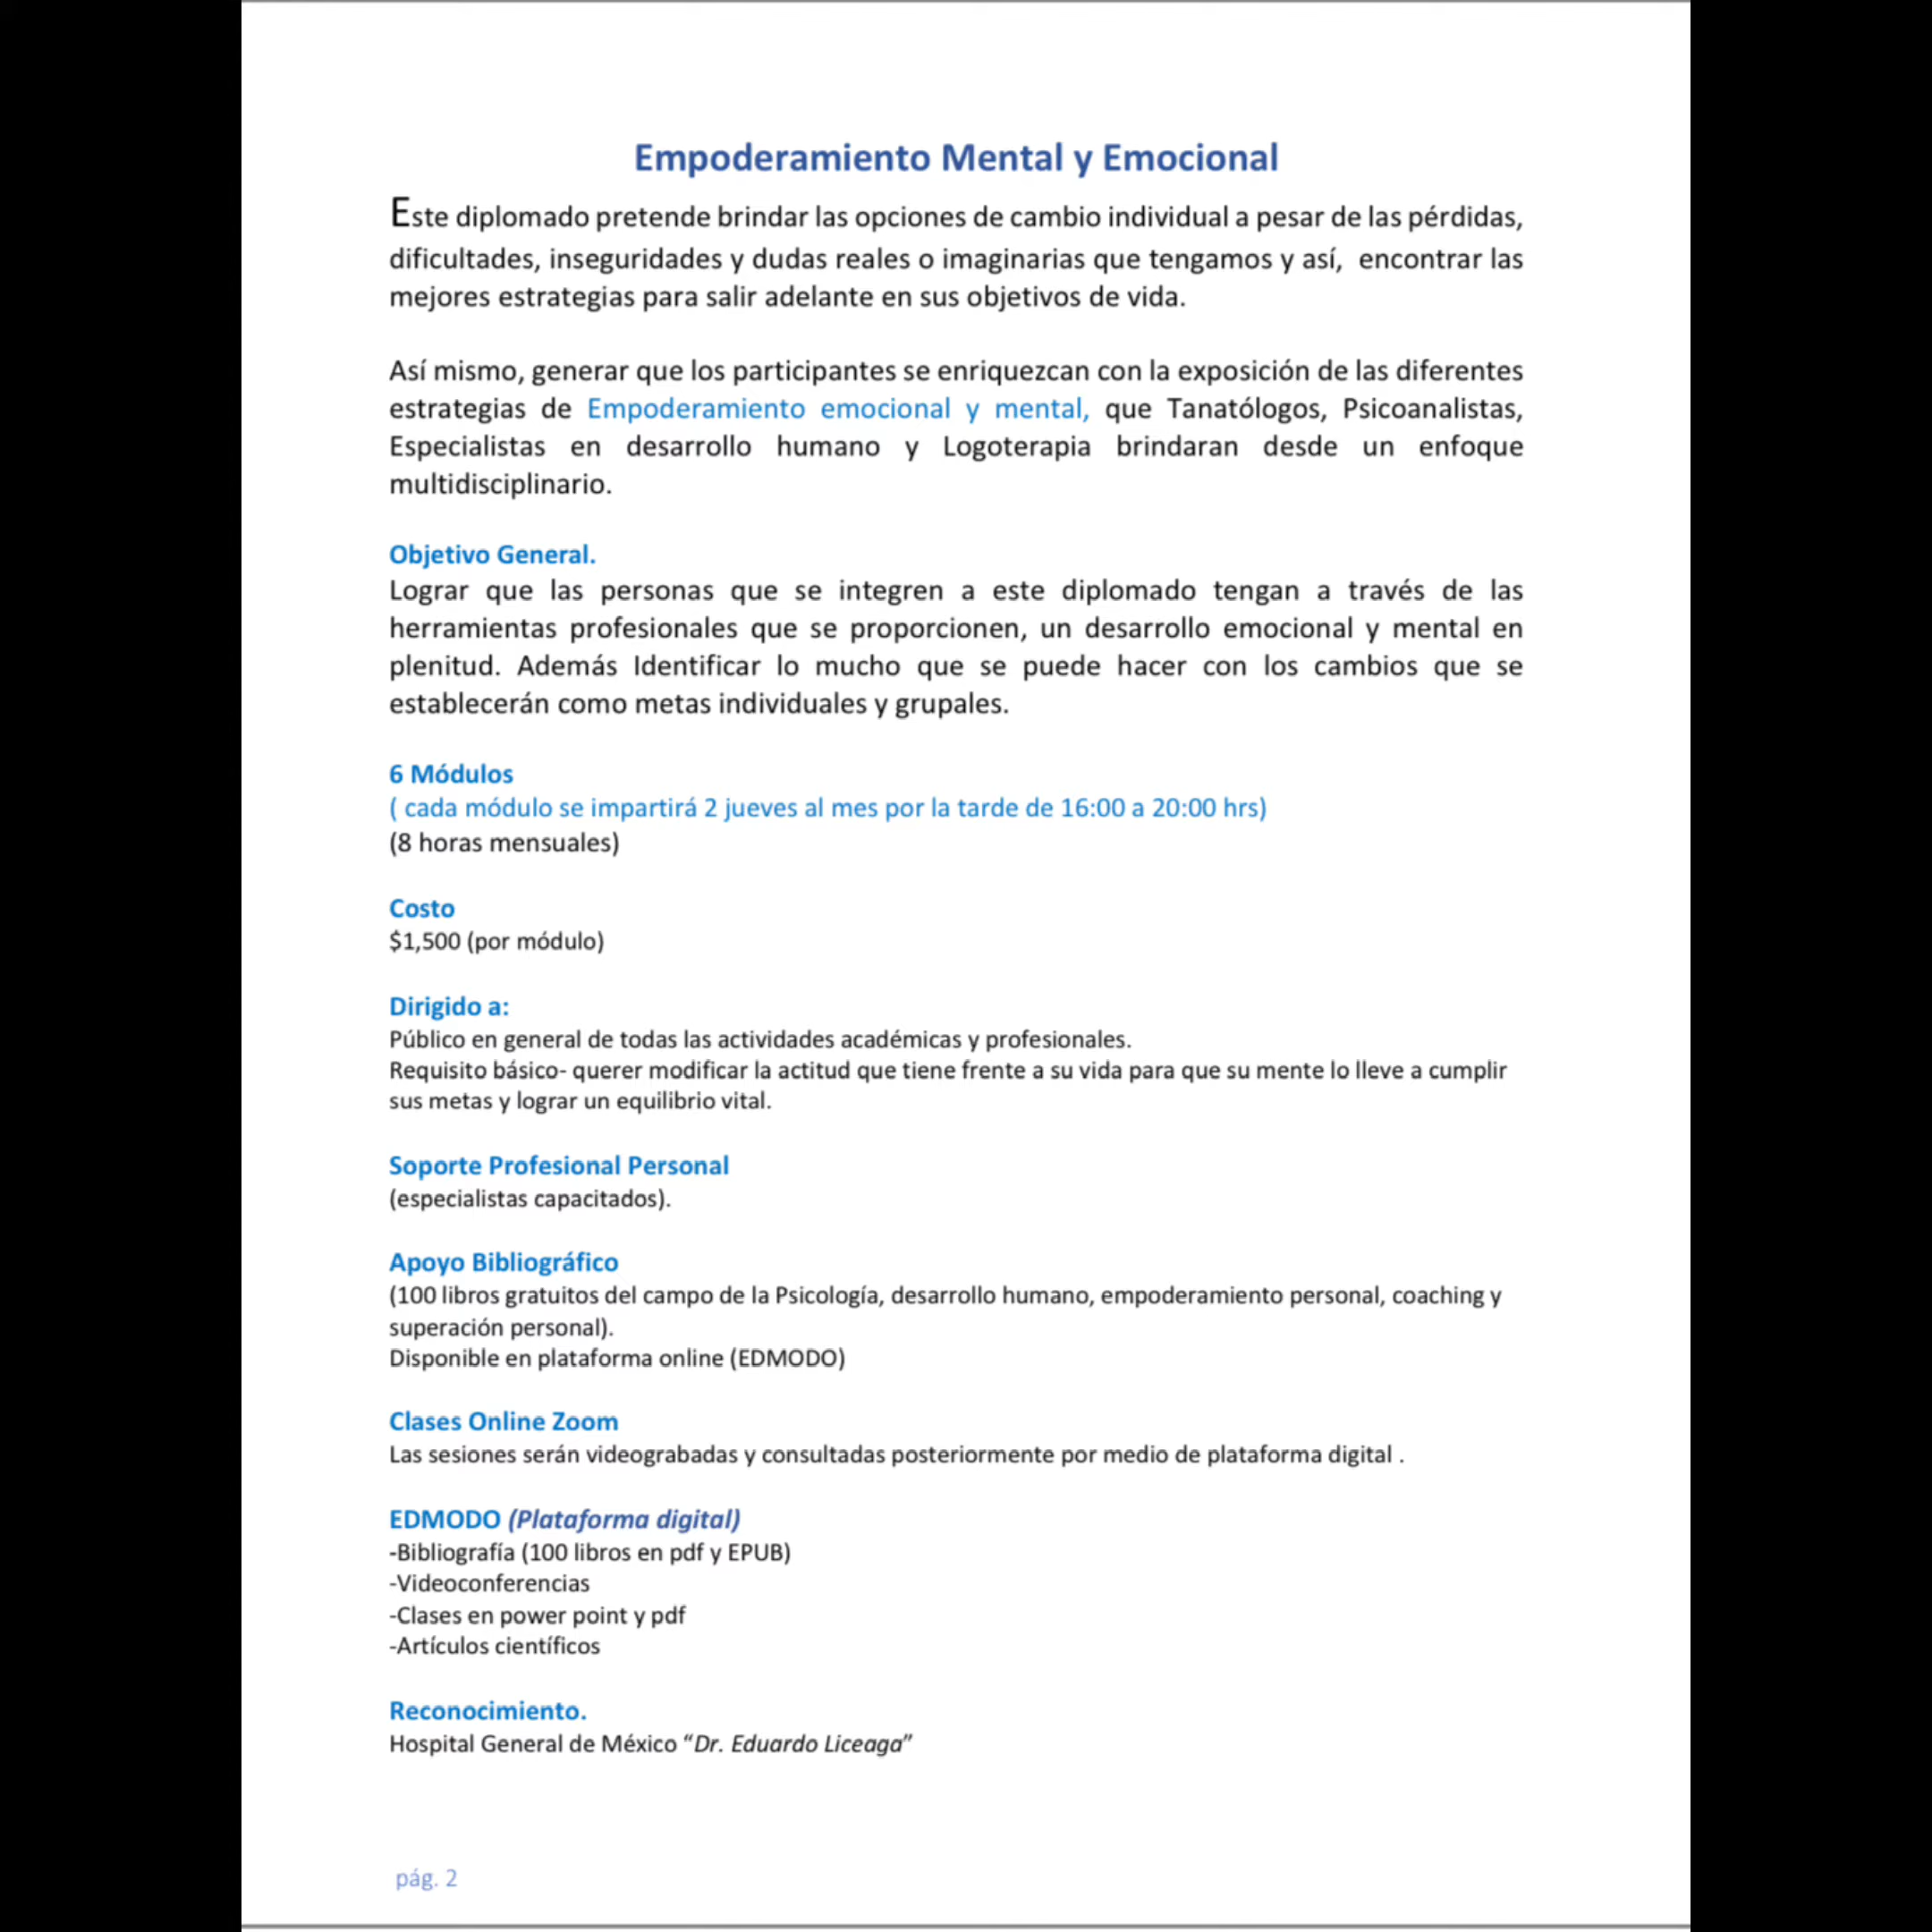 Empoderamiento Mental y Emocional
Este diplomado pretende brindar las opciones de cambio individual a pesar de las pérdidas,
dificultades, inseguridades y dudas reales o imaginarias que tengamos y así, encontrar las
mejores estrategias para salir adelante en sus objetivos de vida.
Así mismo, generar que los participantes se enriquezcan con la exposición de las diferentes
estrategias de Empoderamiento emocional y mental, que Tanatólogos, Psicoanalistas,
Especialistas en desarrollo humano y Logoterapia brindaran desde un enfoque
multidisciplinario.
Objetivo General.
Lograr que las personas que se integren a este diplomado tengan a través de las
herramientas profesionales que se proporcionen, un desarrollo emocional y mental en
plenitud. Además Identificar lo mucho que se puede hacer con los cambios que se
establecerán como metas individuales y grupales.
6 Módulos
( cada módulo se impartirá 2 jueves al mes por la tarde de 16:00 a 20:00 hrs)
(8 horas mensuales)
Costo
$1,500 (por módulo)
Dirigido a:
Público en general de todas las actividades académicas y profesionales.
Requisito básico- querer modificar la actitud que tiene frente a su vida para que su mente lo lleve a cumplir
sus metas y lograr un equilibrio vital.
Soporte Profesional Personal
(especialistas capacitados).
Apoyo Bibliográfico
(100 libros gratuitos del campo de la Psicología, desarrollo humano, empoderamiento personal, coaching y
superación personal).
Disponible en plataforma online (EDMODO)
Clases Online Zoom
Las sesiones serán videograbadas y consultadas posteriormente por medio de plataforma digital .
EDMODO (Plataforma digital)
-Bibliografía (100 libros en pdf y EPUB)
-Videoconferencias
-Clases en power point y pdf
-Artículos científicos
Reconocimiento.
Hospital General de México “Dr. Eduardo Liceaga”
pág. 2